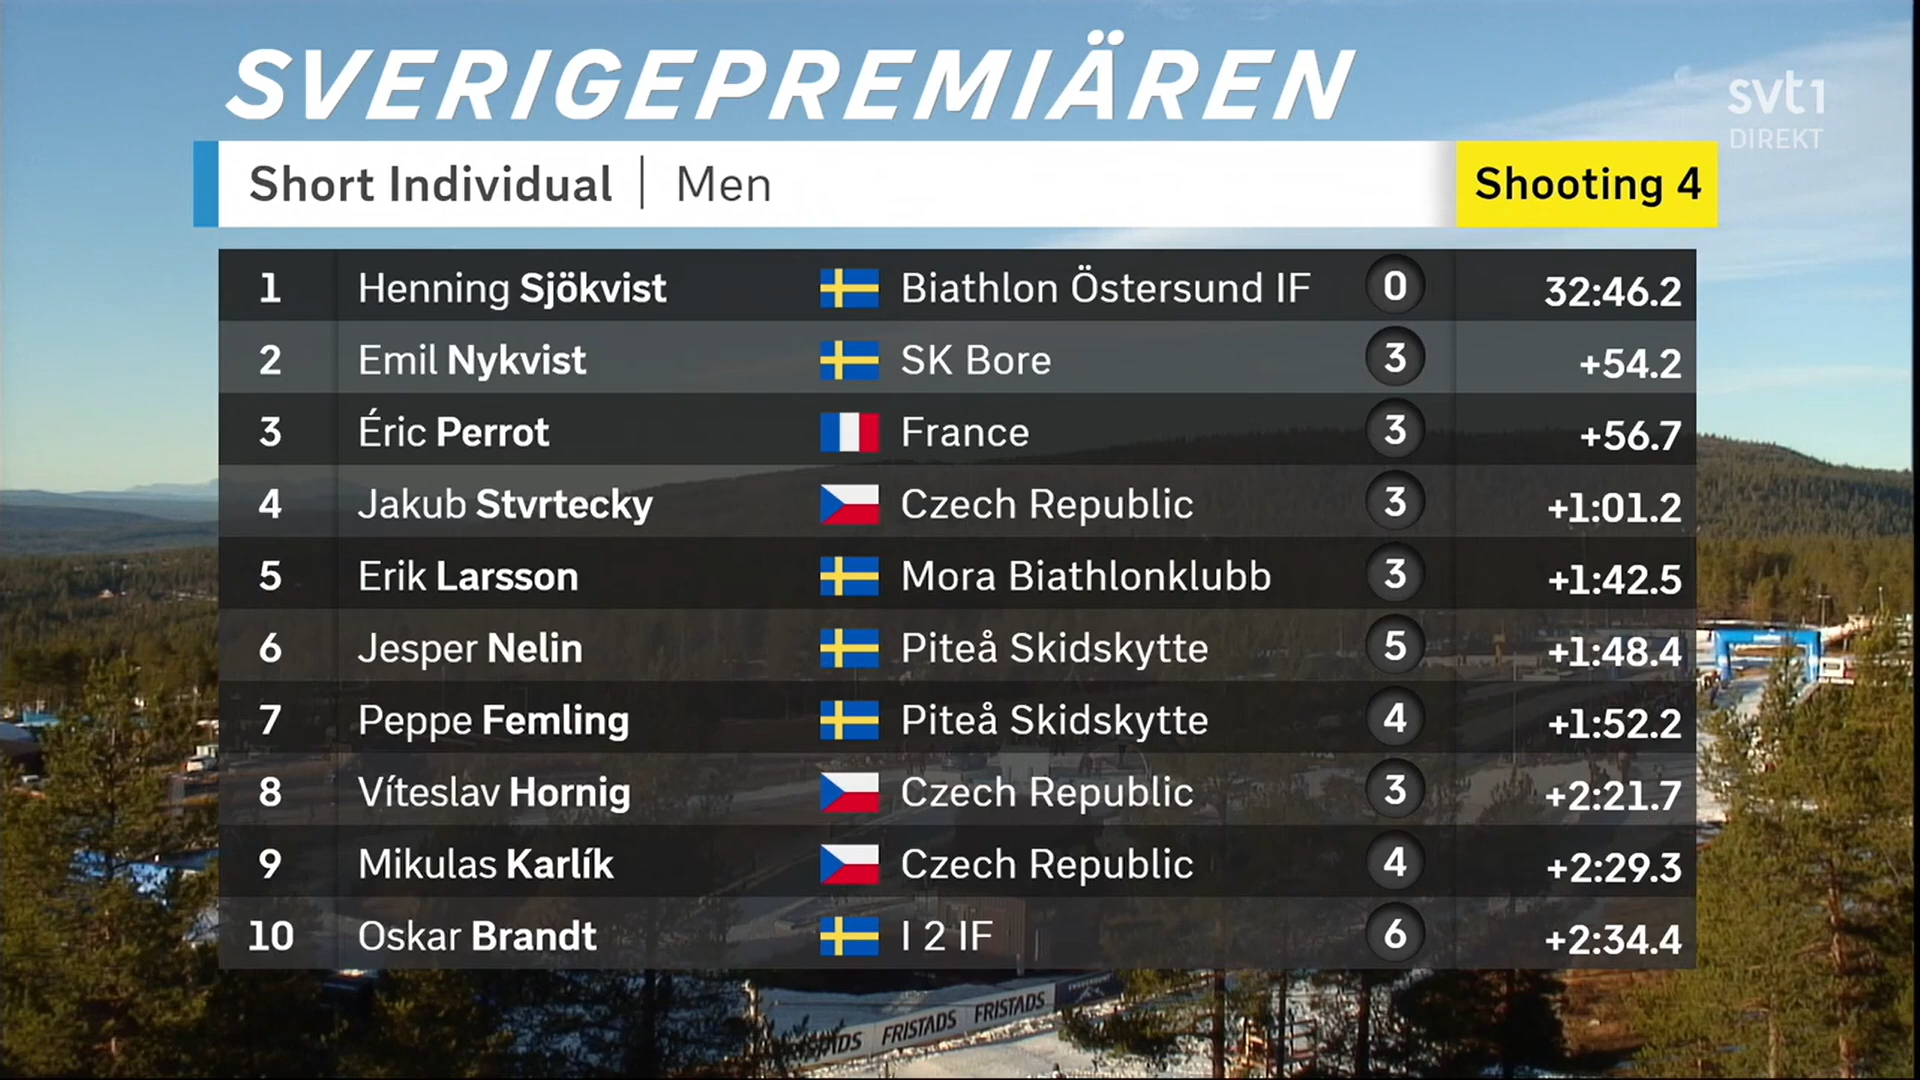 SVERIGEPREMIÄREN
svt1
DIREKT
Short Individual | Men Shooting 4
1 Henning Sjökvist Biathlon Östersund IF 0 32:46.2
2 Emil Nykvist SK Bore 3 +54.2
3 Éric Perrot France 3 +56.7
4 Jakub Stvrtecky Czech Republic 3 +1:01.2
5 Erik Larsson Mora Biathlonklubb 3 +1:42.5
6 Jesper Nelin Piteå Skidskytte 5 +1:48.4
7 Peppe Femling Piteå Skidskytte 4 +1:52.2
8 Víteslav Hornig Czech Republic 3 +2:21.7
9 Mikulas Karlík Czech Republic 4 +2:29.3
10 Oskar Brandt I 2 IF 6 +2:34.4
FRISTADS FRISTADS